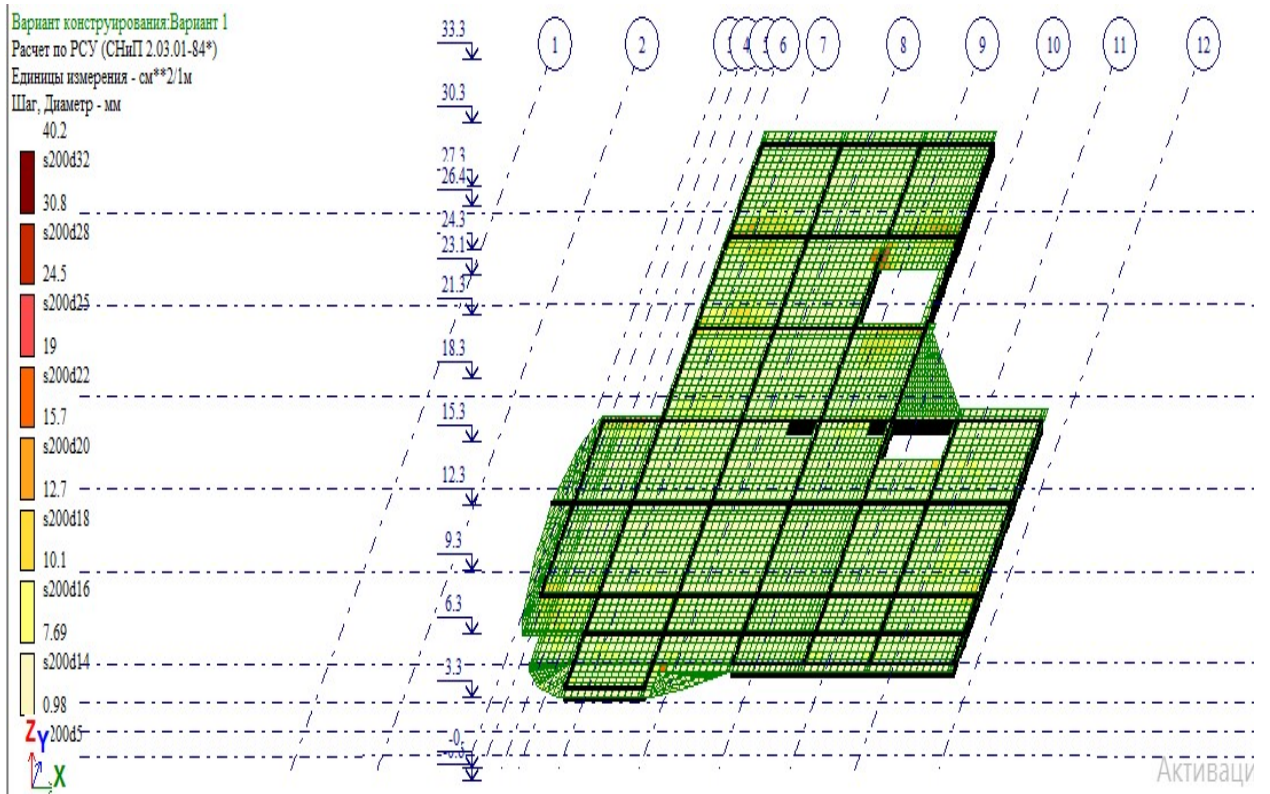 Вариант конструирования:Вариант 1
Расчет по РСУ (СНиП 2.03.01-84*)
Единицы измерения - см**2/1м
Шаг, Диаметр - мм
40.2
s200d32
30.8
s200d28
24.5
s200d25
19
s200d22
15.7
s200d20
12.7
s200d18
10.1
s200d16
7.69
s200d14
0.98
200d5
Z
Y
X
33.3
30.3
27.3
26.4
24.3
23.1
21.3
18.3
15.3
12.3
9.3
6.3
3.3
1
2
3
4
5
6
7
8
9
10
11
12
Активаци